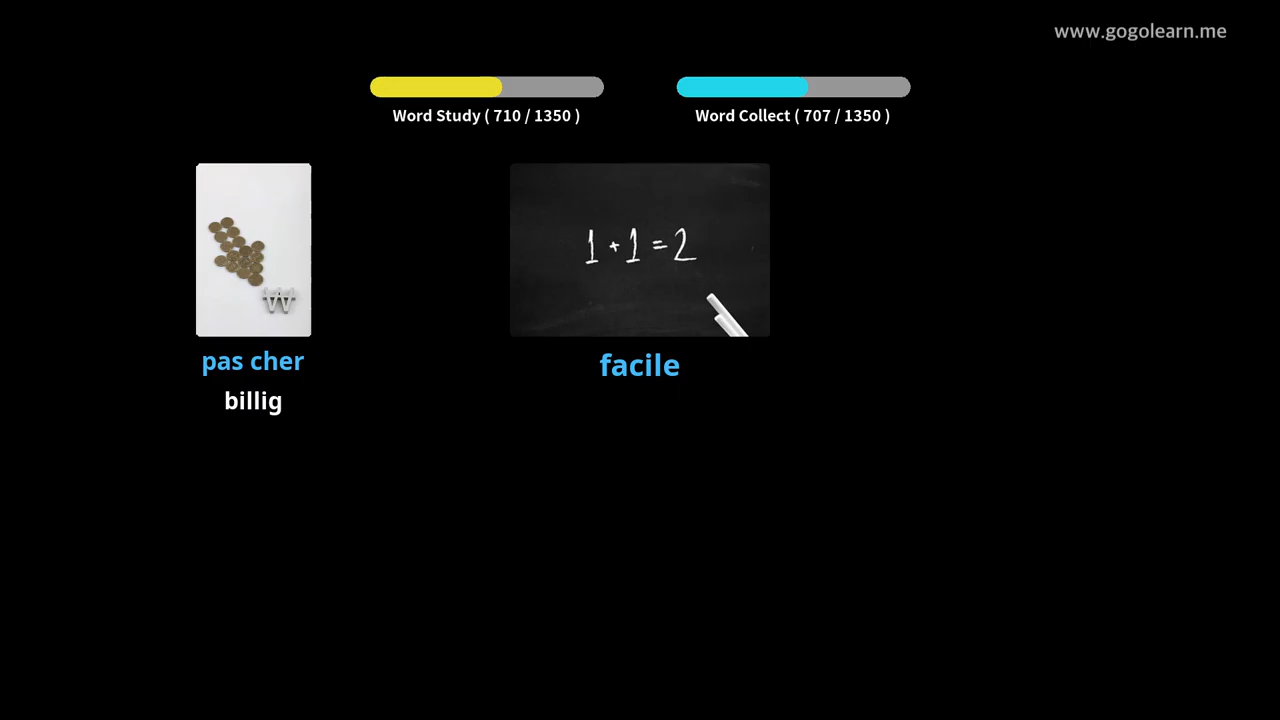 www.gogolearn.me
Word Study ( 710 / 1350 )
Word Collect ( 707 / 1350 )
₩
pas cher
billig
1+1=2
facile